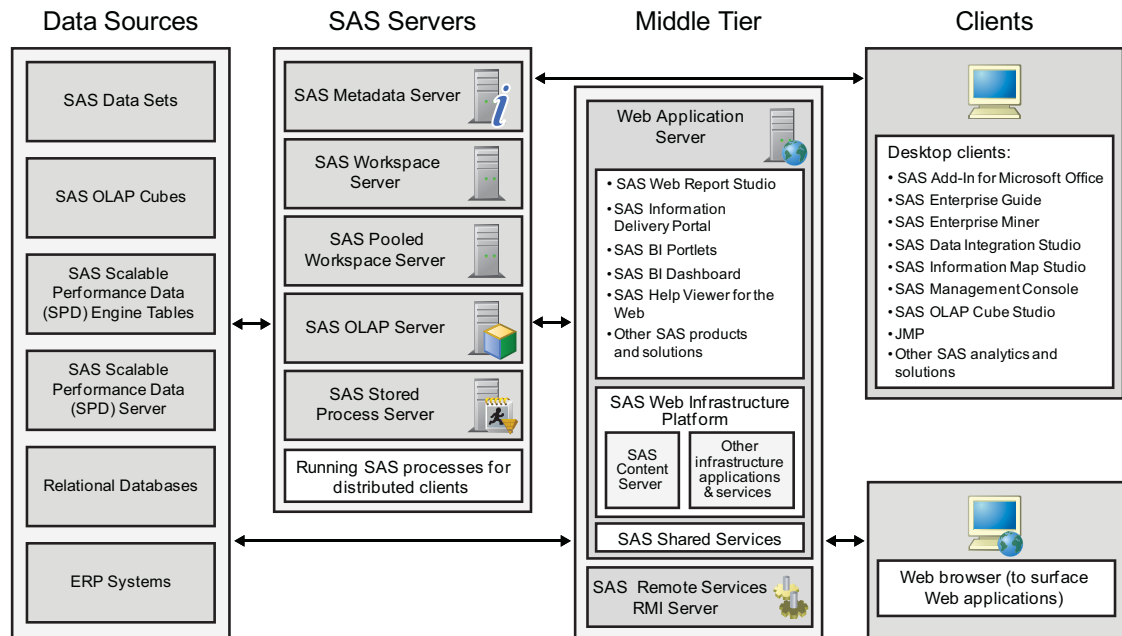 Data Sources
SAS Servers
Middle Tier
Clients
SAS Data Sets
SAS OLAP Cubes
SAS Scalable
Performance Data
(SPD) Engine Tables
SAS Scalable
Performance Data
(SPD) Server
Relational Databases
ERP Systems
SAS Metadata Server
i
SAS Workspace
Server
SAS Pooled
Workspace Server
SAS OLAP Server
SAS Stored
Process Server
Running SAS processes for
distributed clients
Web Application
Server
• SAS Web Report Studio
• SAS Information
Delivery Portal
• SAS BI Portlets
• SAS BI Dashboard
• SAS Help Viewer for the
Web
• Other SAS products
and solutions
SAS Web Infrastructure
Platform
SAS
Content
Server
Other
infrastructure
applications
& services
SAS Shared Services
SAS Remote Services
RMI Server
Desktop clients:
• SAS Add-In for Microsoft Office
• SAS Enterprise Guide
• SAS Enterprise Miner
• SAS Data Integration Studio
• SAS Information Map Studio
• SAS Management Console
• SAS OLAP Cube Studio
• JMP
• Other SAS analytics and
solutions
Web browser (to surface
Web applications)